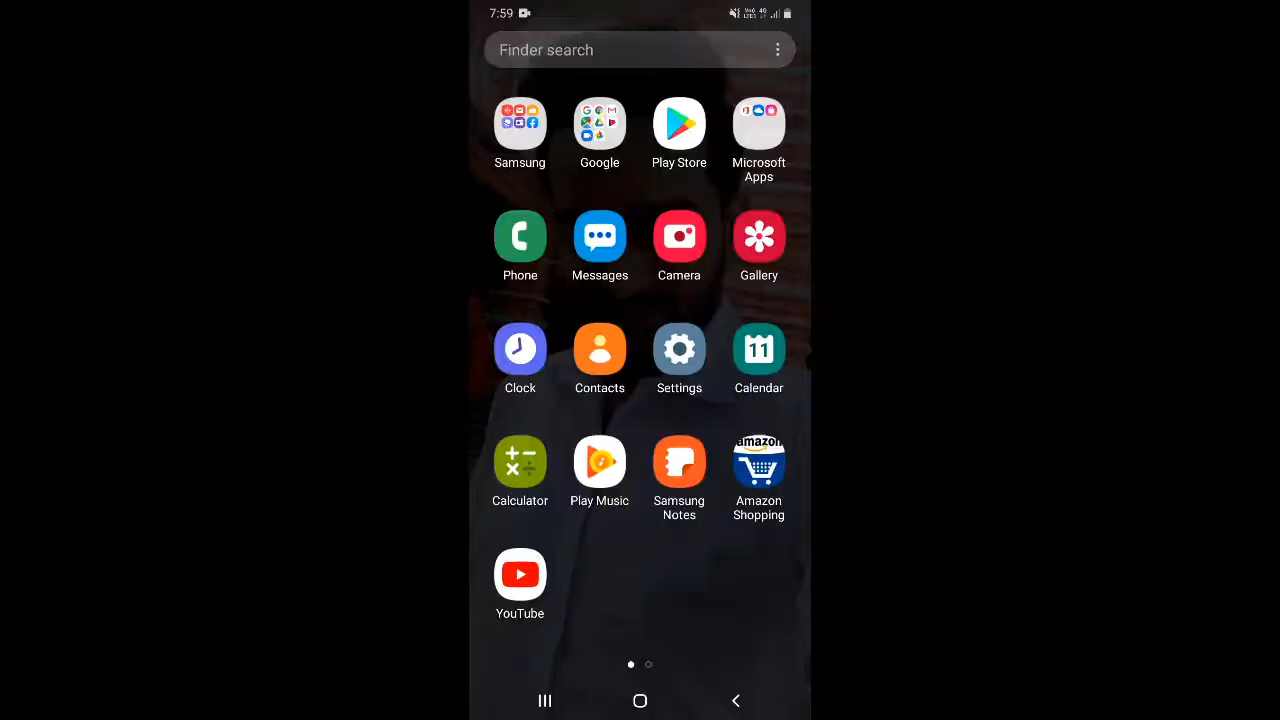 7:59
Finder search
Samsung
Google
Play Store
Microsoft
Apps
Phone
Messages
Camera
Gallery
Clock
Contacts
Settings
11
Calendar
Calculator
Play Music
Samsung
Notes
amazon
Amazon
Shopping
YouTube